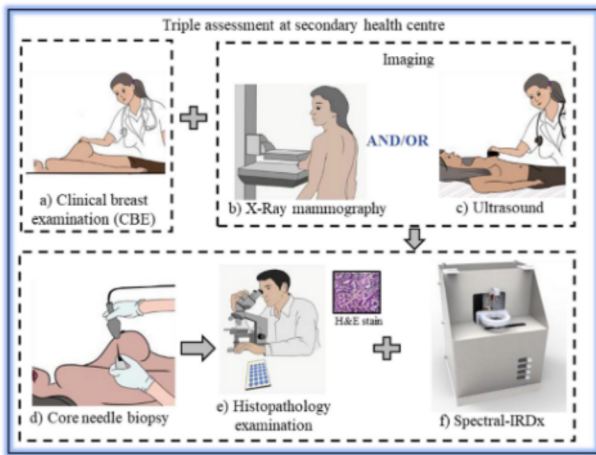 Triple assessment at secondary health centre
Imaging
AND/OR
a) Clinical breast
examination (CBE)
b) X-Ray mammography
c) Ultrasound
H&E stain
d) Core needle biopsy
e) Histopathology
examination
f) Spectral-IRDx